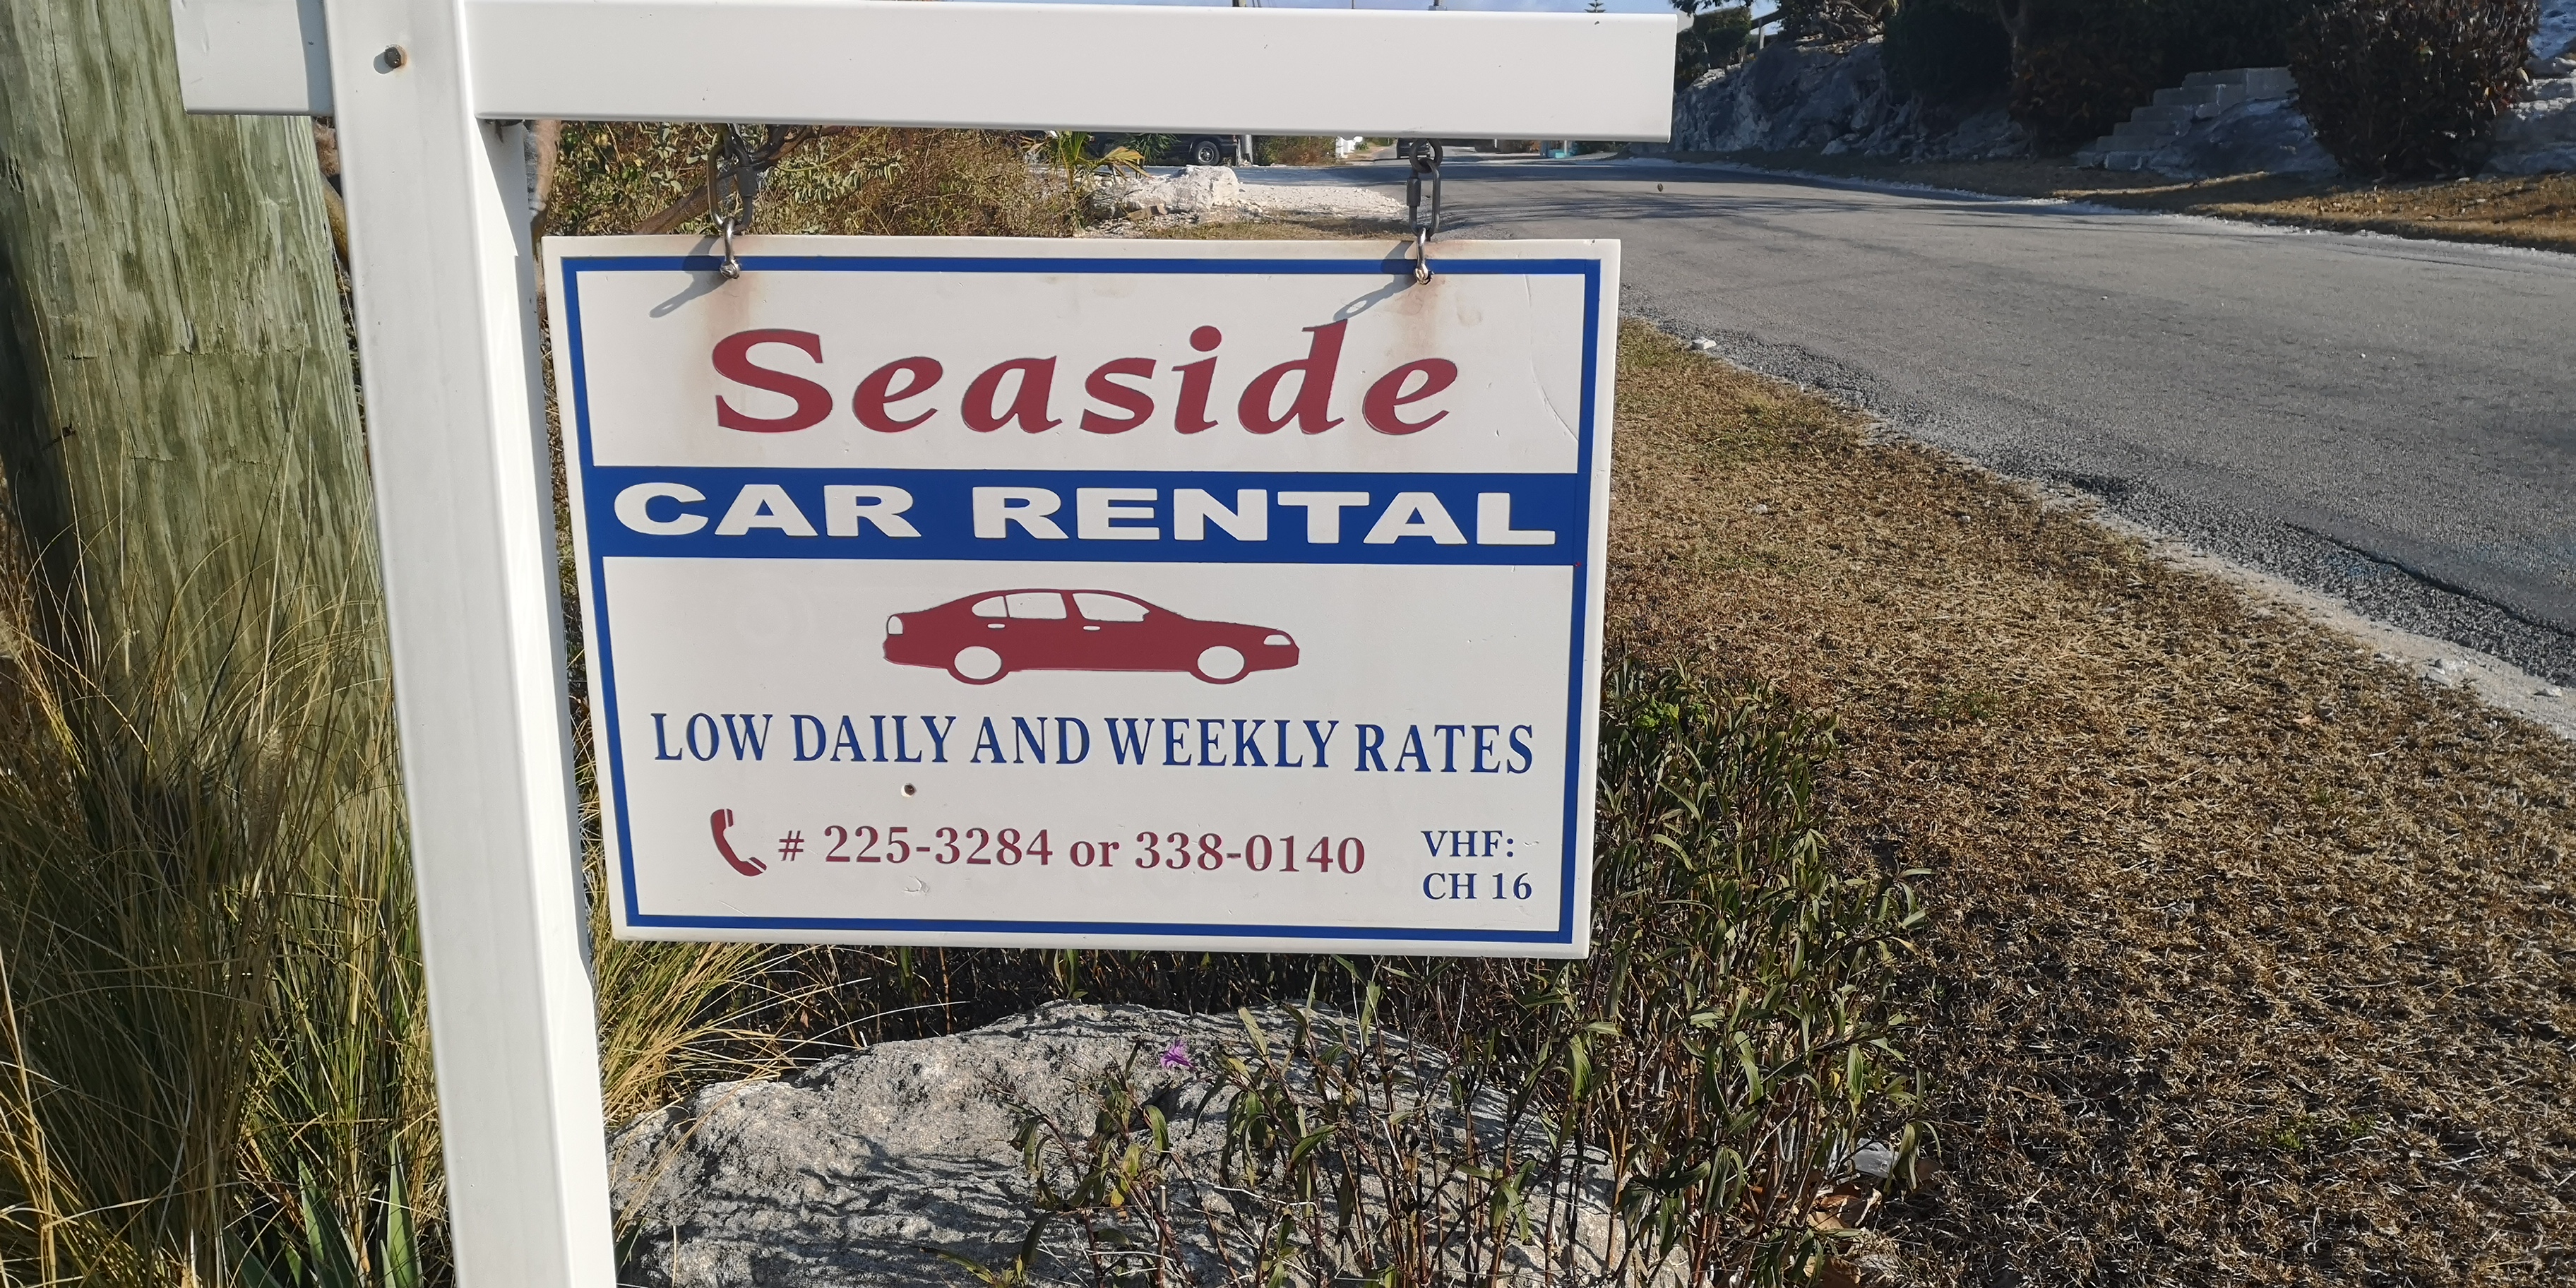 Seaside
CAR RENTAL
LOW DAILY AND WEEKLY RATES
# 225-3284 or 338-0140
VHF:
CH 16